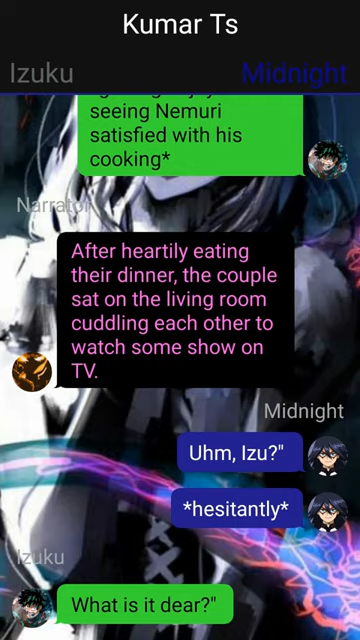 Kumar Ts
Izuku
Midnight
seeing Nemuri
satisfied with his
cooking*
Narrator
After heartily eating
their dinner, the couple
sat on the living room
cuddling each other to
watch some show on
TV.
Midnight
Uhm, Izu?"
*hesitantly*
Izuku
What is it dear?"